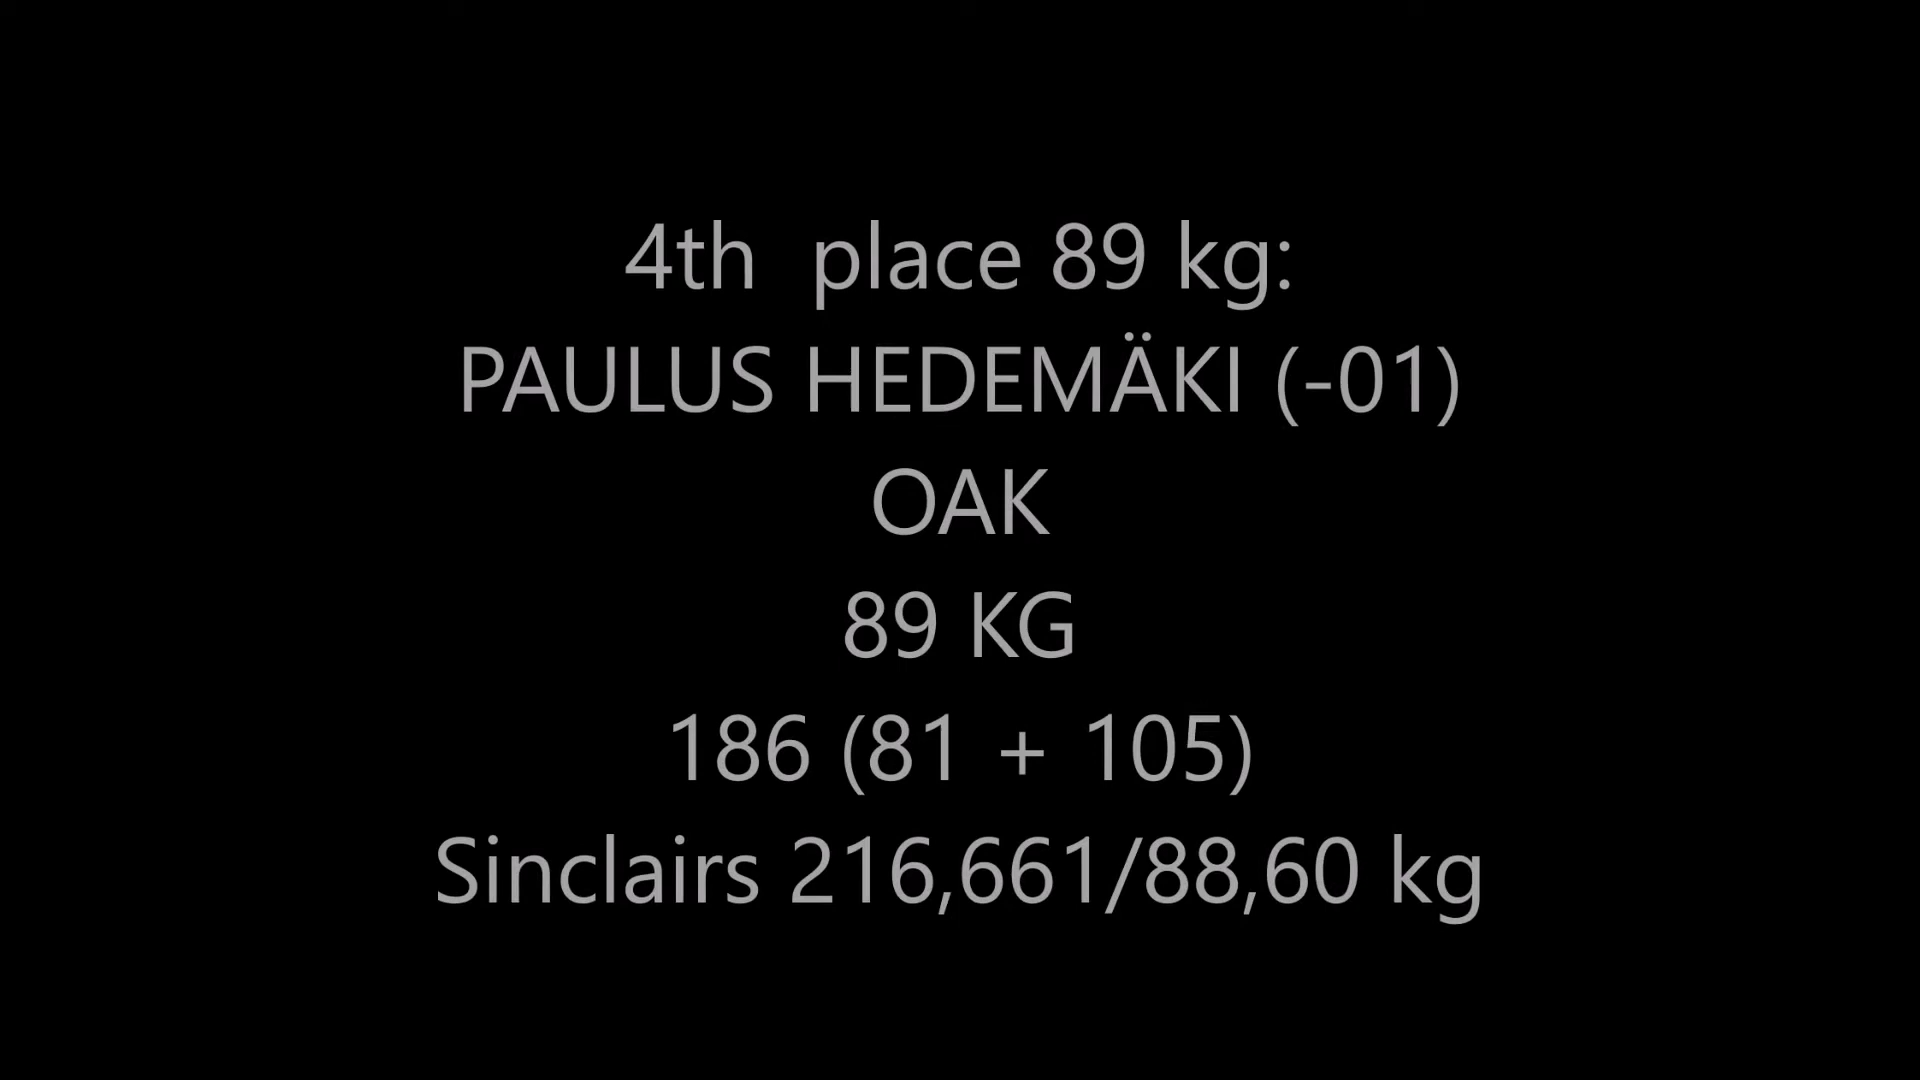 4th  place 89 kg:
PAULUS HEDEMÄKI (-01)
OAK
89 KG
186 (81 + 105)
Sinclairs 216,661/88,60 kg